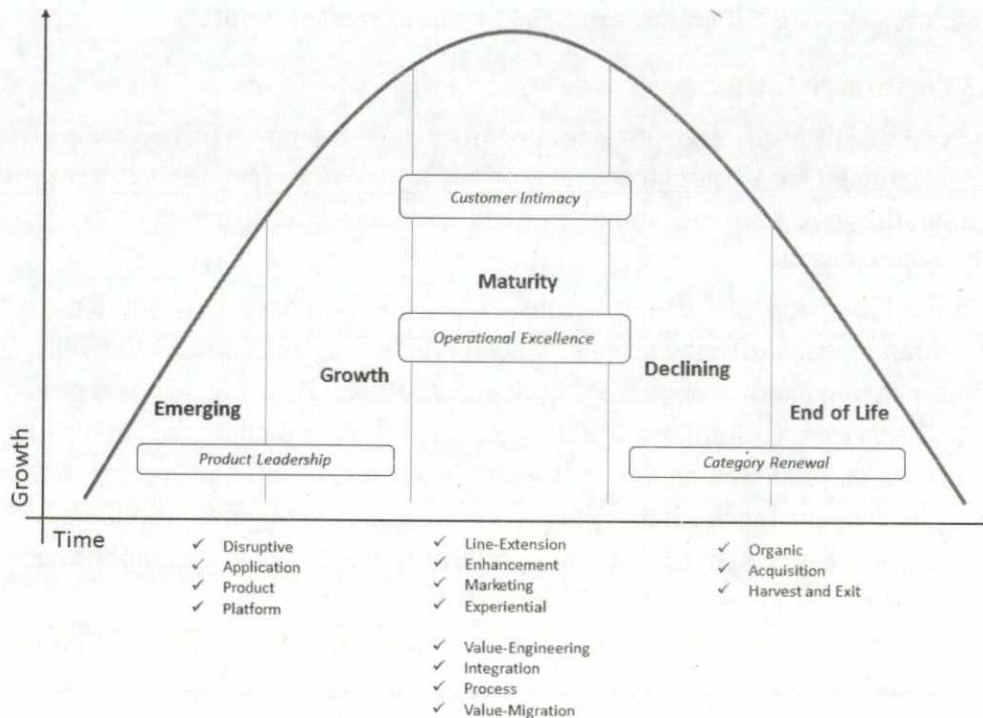 Customer Intimacy
Maturity
Operational Excellence
Growth
Declining
Emerging
End of Life
Product Leadership
Category Renewal
Growth
Time
✓ Disruptive
✓ Application
✓ Product
✓ Platform
✓ Line-Extension
✓ Enhancement
✓ Marketing
✓ Experiential
✓ Value-Engineering
✓ Integration
✓ Process
✓ Value-Migration
✓ Organic
✓ Acquisition
✓ Harvest and Exit